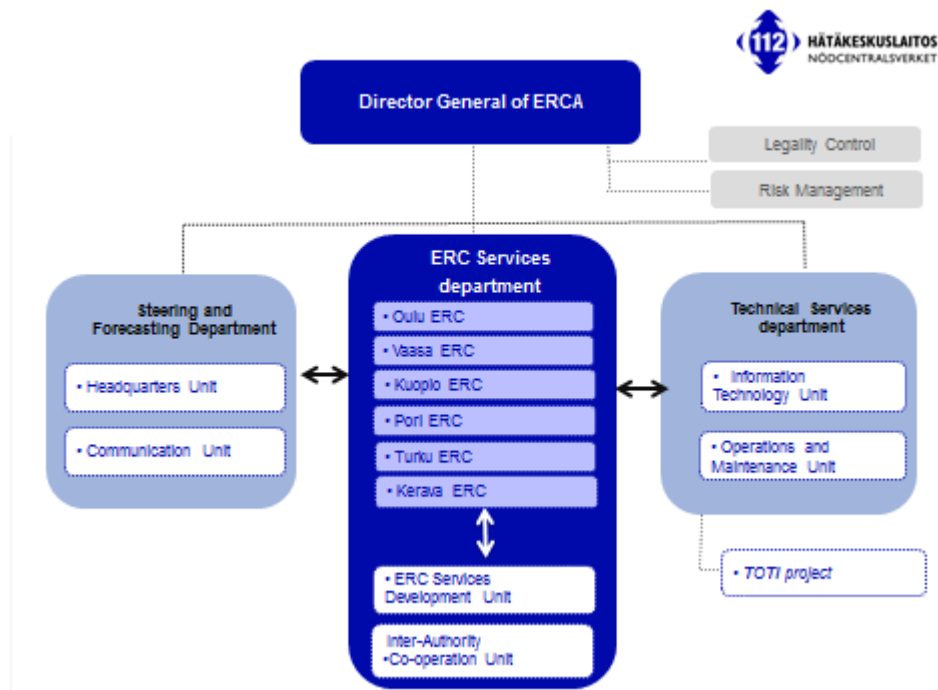 112
HÄTÄKESKUSLAITOS
NÖDCENTRALSVERKET
Director General of ERCA
Legality Control
Risk Management
Steering and
Forecasting Department
• Headquarters Unit
• Communication Unit
ERC Services
department
• Oulu ERC
• Vaasa ERC
• Kuopio ERC
• Pori ERC
• Turku ERC
• Kerava ERC
• ERC Services
Development Unit
Inter-Authority
•Co-operation Unit
Technical Services
department
• Information
Technology Unit
• Operations and
Maintenance Unit
• TOTI project